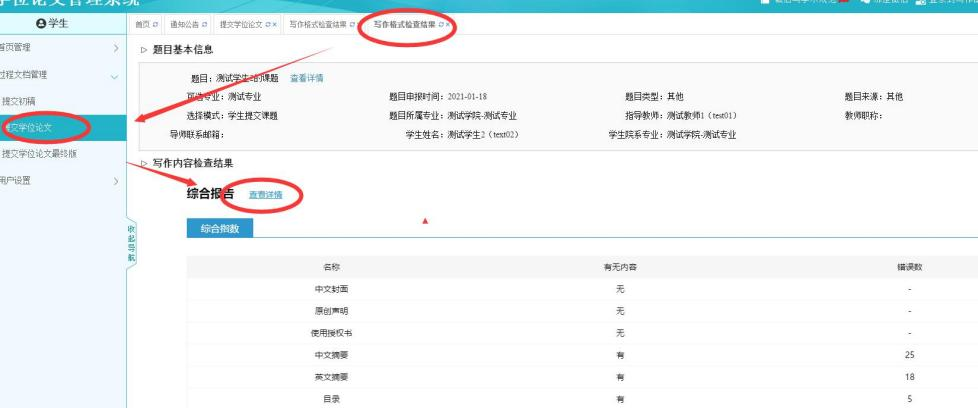 学位论文管理系统
学生
首页 通知公告 提交学位论文 写作格式检查结果 写作格式检查结果
首页管理
过程文档管理
提交初稿
提交学位论文
提交学位论文最终版
用户设置
收起导航
题目基本信息
题目：测试学生2的课题 查看详情
可选专业：测试专业 题目申报时间：2021-01-18 题目类型：其他 题目来源：其他
选择模式：学生提交课题 题目所属专业：测试学院-测试专业 指导教师：测试教师1（test01） 教师职称：
导师联系邮箱： 学生姓名：测试学生2（text02） 学生院系专业：测试学院-测试专业
写作内容检查结果
综合报告 查看详情
综合指数
名称 有无内容 错误数
中文封面 无 -
原创声明 无 -
使用授权书 无 -
中文摘要 有 25
英文摘要 有 18
目录 有 5